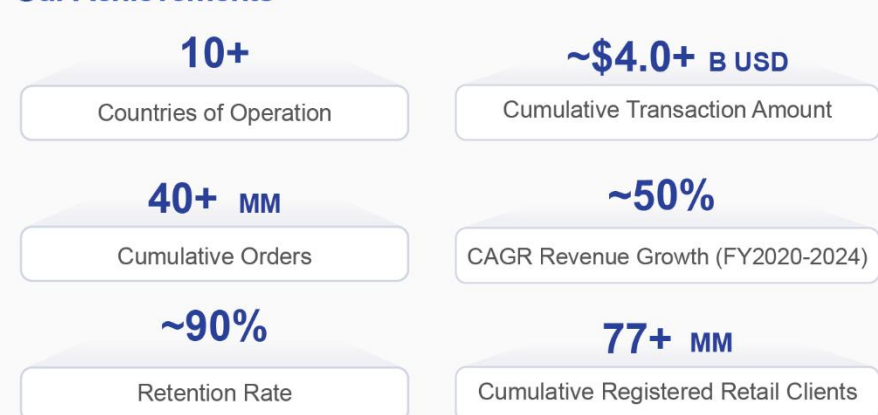 10+
~$4.0+ B USD
Countries of Operation
Cumulative Transaction Amount
40+ MM
~50%
Cumulative Orders
CAGR Revenue Growth (FY2020-2024)
~90%
77+ MM
Retention Rate
Cumulative Registered Retail Clients